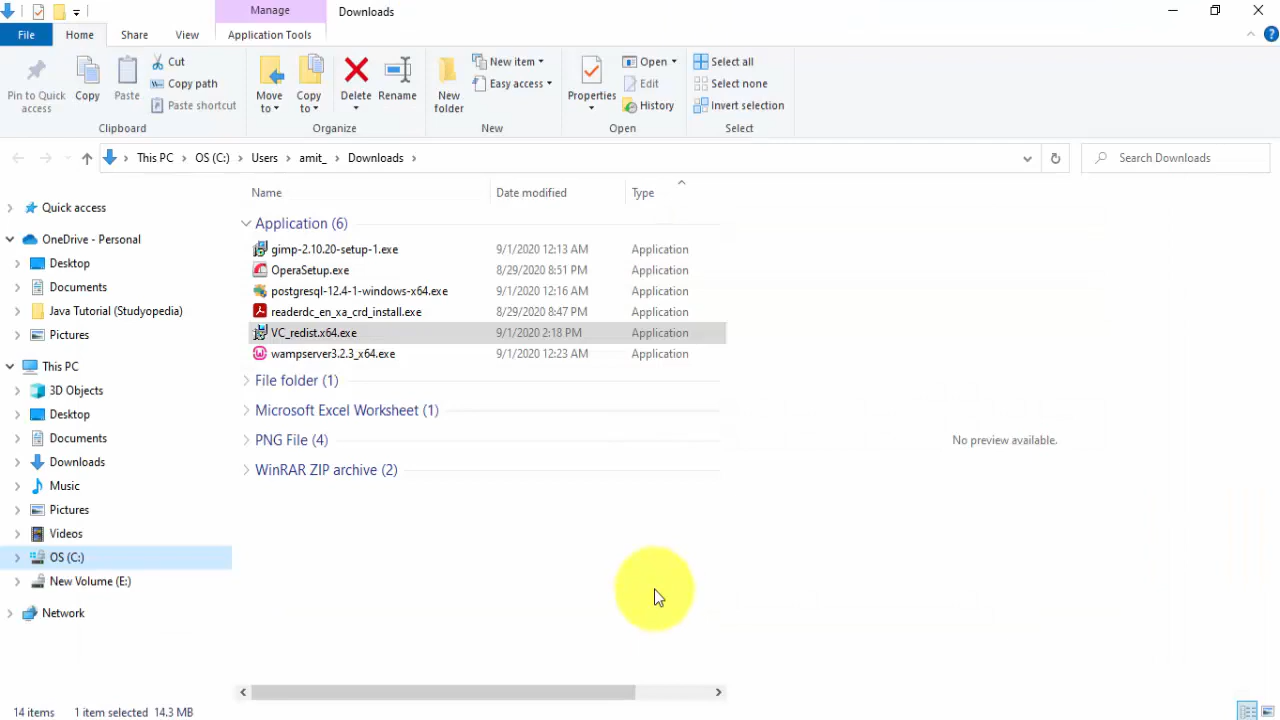 Manage
Downloads
File
Home
Share
View
Application Tools
Pin to Quick access
Copy
Paste
Cut
Copy path
Paste shortcut
Clipboard
Move to
Copy to
Delete
Rename
Organize
New folder
New item
Easy access
New
Properties
Open
Edit
History
Open
Select all
Select none
Invert selection
Select
This PC
OS (C:)
Users
amit_
Downloads
Search Downloads
Quick access
OneDrive - Personal
Desktop
Documents
Java Tutorial (Studyopedia)
Pictures
This PC
3D Objects
Desktop
Documents
Downloads
Music
Pictures
Videos
OS (C:)
New Volume (E:)
Network
Name Date modified Type
Application (6)
gimp-2.10.20-setup-1.exe 9/1/2020 12:13 AM Application
OperaSetup.exe 8/29/2020 8:51 PM Application
postgresql-12.4-1-windows-x64.exe 9/1/2020 12:16 AM Application
readerdc_en_xa_crd_install.exe 8/29/2020 8:47 PM Application
VC_redist.x64.exe 9/1/2020 2:18 PM Application
wampserver3.2.3_x64.exe 9/1/2020 12:23 AM Application
File folder (1)
Microsoft Excel Worksheet (1)
PNG File (4)
WinRAR ZIP archive (2)
No preview available.
14 items 1 item selected 14.3 MB